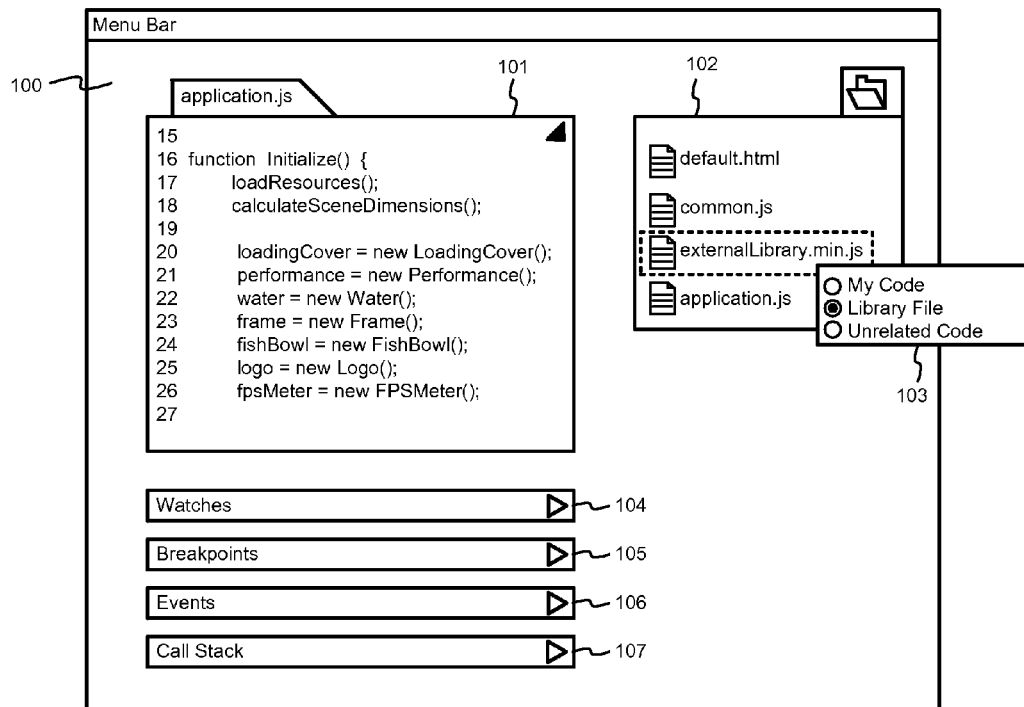 Menu Bar
100
101
102
application.js
15
16 function Initialize() {
17 loadResources();
18 calculateSceneDimensions();
19
20 loadingCover = new LoadingCover();
21 performance = new Performance();
22 water = new Water();
23 frame = new Frame();
24 fishBowl = new FishBowl();
25 logo = new Logo();
26 fpsMeter = new FPSMeter();
27
default.html
common.js
externalLibrary.min.js
application.js
My Code
Library File
Unrelated Code
103
Watches
104
Breakpoints
105
Events
106
Call Stack
107